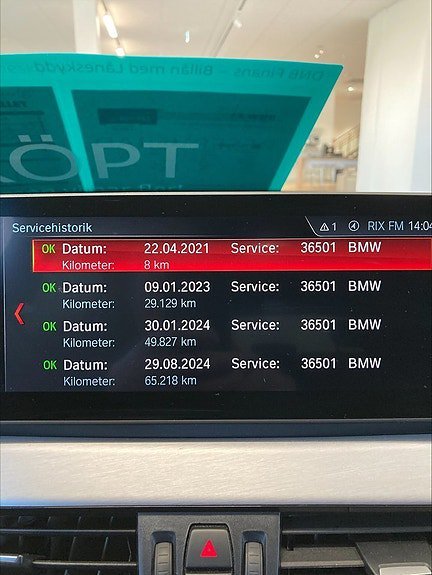 KÖPT
Servicehistorik
1 RIX FM 14:04
OK Datum: 22.04.2021 Service: 36501 BMW
Kilometer: 8 km
OK Datum: 09.01.2023 Service: 36501 BMW
Kilometer: 29.129 km
OK Datum: 30.01.2024 Service: 36501 BMW
Kilometer: 49.827 km
OK Datum: 29.08.2024 Service: 36501 BMW
Kilometer: 65.218 km